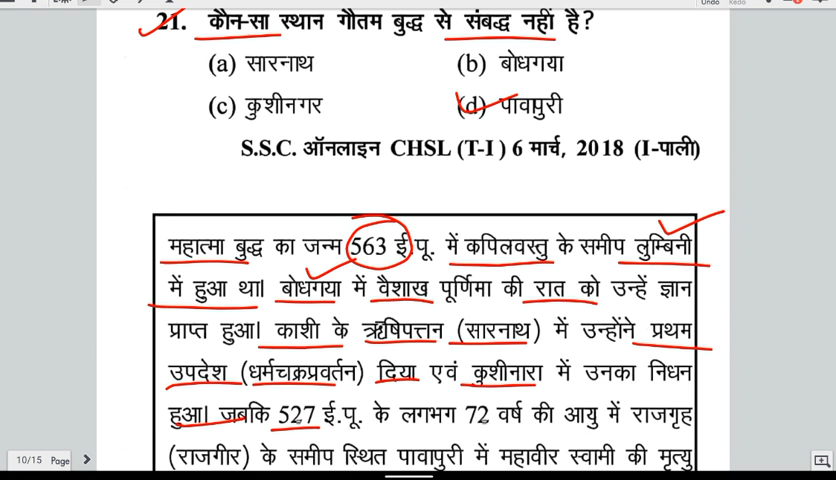 Undo Redo
21. कौन-सा स्थान गौतम बुद्ध से संबद्ध नहीं है?
(a) सारनाथ (b) बोधगया
(c) कुशीनगर (d) पावापुरी
S.S.C. ऑनलाइन CHSL (T-I) 6 मार्च, 2018 (I-पाली)
महात्मा बुद्ध का जन्म 563 ई.पू. में कपिलवस्तु के समीप लुम्बिनी
में हुआ था। बोधगया में वैशाख पूर्णिमा की रात को उन्हें ज्ञान
प्राप्त हुआ। काशी के ऋषिपत्तन (सारनाथ) में उन्होंने प्रथम
उपदेश (धर्मचक्रप्रवर्तन) दिया एवं कुशीनारा में उनका निधन
हुआ। जबकि 527 ई.पू. के लगभग 72 वर्ष की आयु में राजगृह
(राजगीर) के समीप स्थित पावापुरी में महावीर स्वामी की मृत्यु
10/15 Page